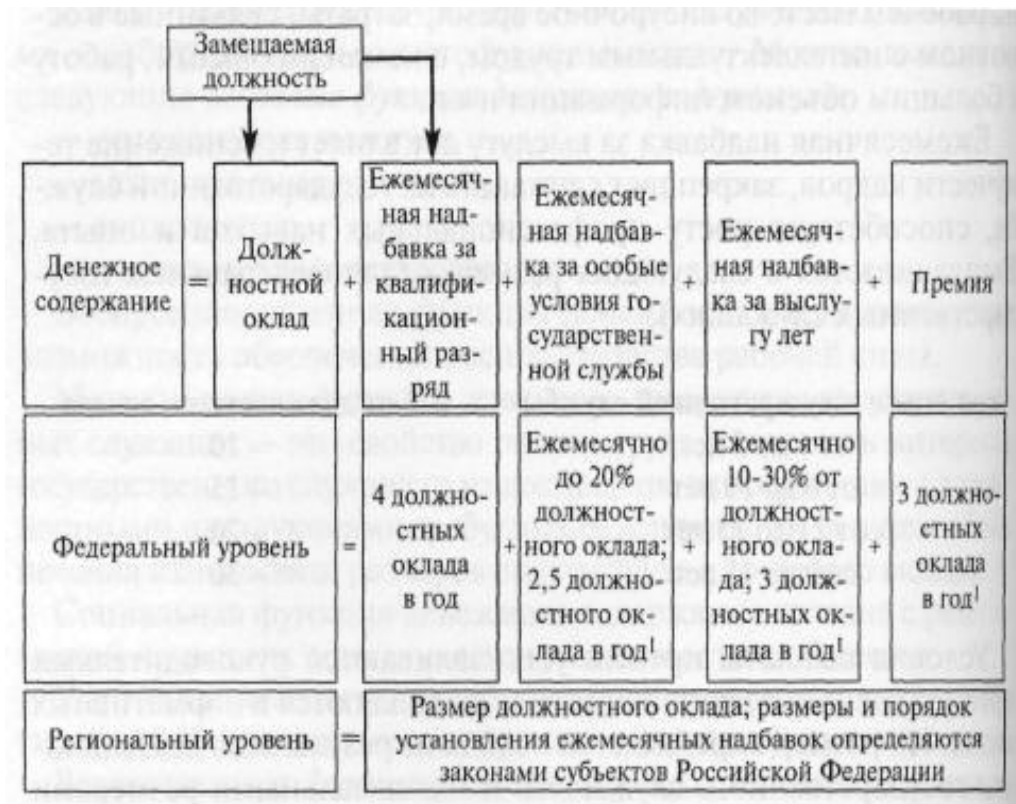 Замещаемая
должность
Денежное
содержание
=
Долж-
ностной
оклад
+
Ежемесяч-
ная над-
бавка за
квалифи-
кацион-
ный раз-
ряд
+
Ежемесяч-
ная надбав-
ка за особые
условия го-
сударствен-
ной службы
+
Ежемесяч-
ная надбав-
ка за выслу-
гу лет
+
Премия
Федеральный уровень
=
4 должно-
стных
оклада
в год
+
Ежемесячно
до 20%
должност-
ного оклада;
2,5 должно-
стного ок-
лада в год¹
+
Ежемесячно
10-30% от
должност-
ного окла-
да; 3 долж-
ностных ок-
лада в год¹
+
3 должно-
стных
оклада
в год¹
Региональный уровень
=
Размер должностного оклада; размеры и порядок
установления ежемесячных надбавок определяются
законами субъектов Российской Федерации